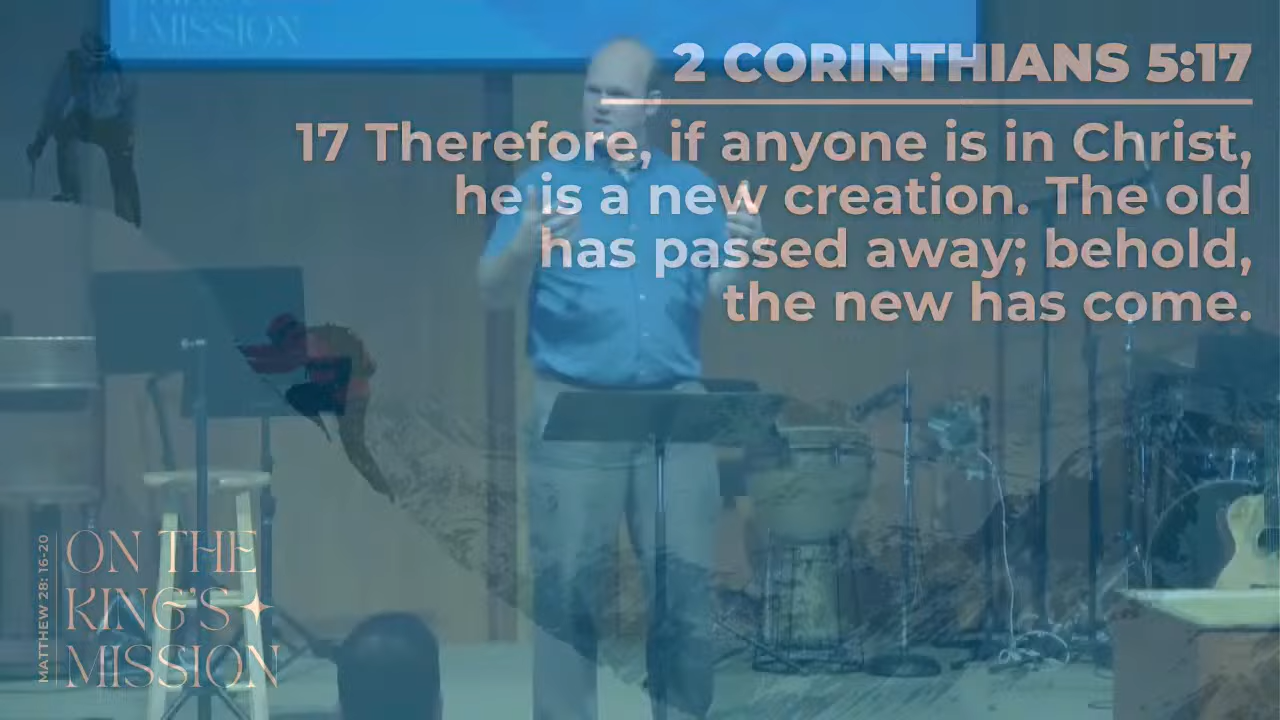 MISSION
2 CORINTHIANS 5:17
17 Therefore, if anyone is in Christ,
he is a new creation. The old
has passed away; behold,
the new has come.
MATTHEW 28: 16-20
ON THE
KING'S
MISSION